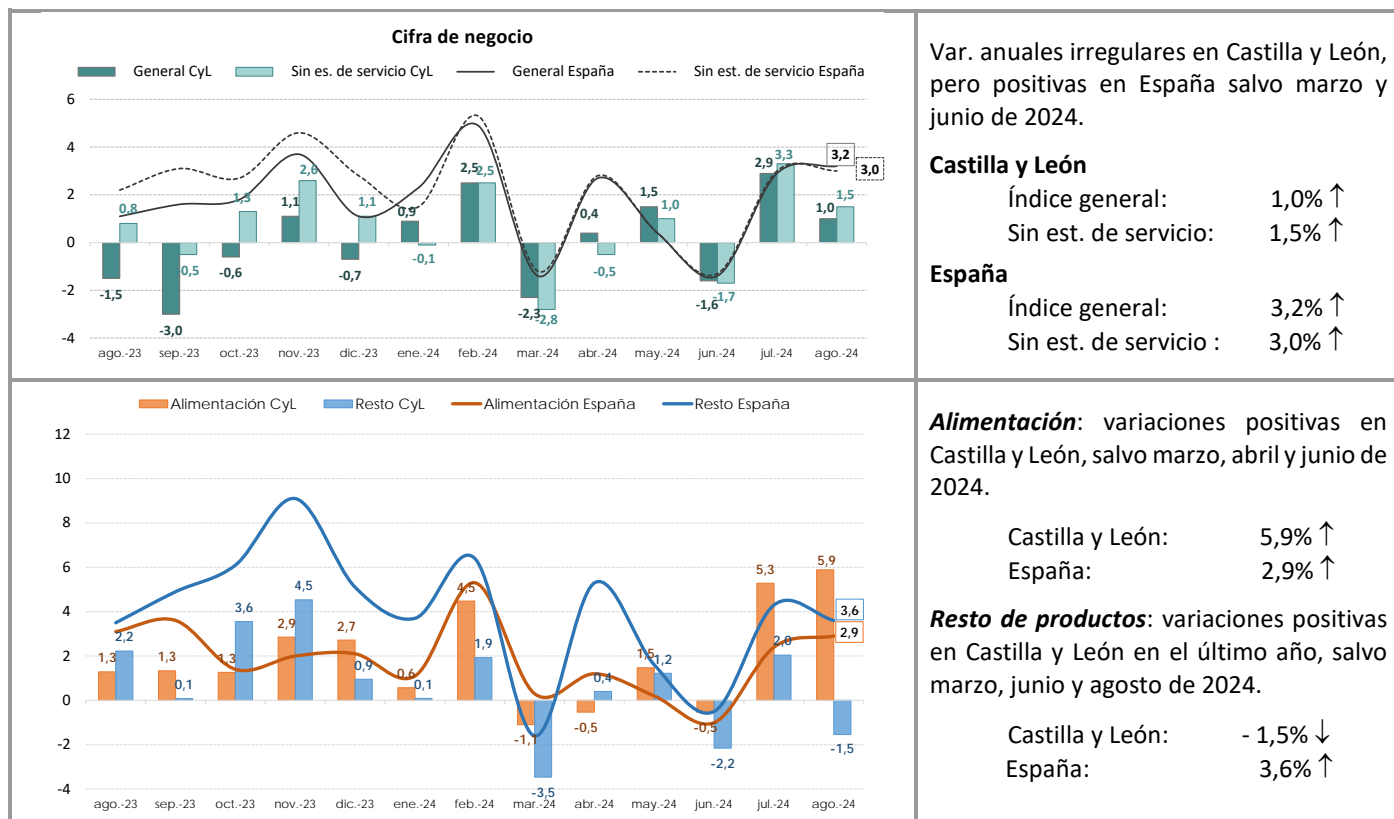 Cifra de negocio
General CyL Sin es. de servicio CyL General España Sin est. de servicio España
6
4
2
0
-2
-4
-1,5 -3,0 -0,6 1,1 -0,7 0,9 2,5 -2,3 0,4 1,5 -1,6 2,9 1,0
0,8 -0,5 1,3 2,6 1,1 -0,1 2,5 -2,8 -0,5 1,0 -1,7 3,3 1,5
3,2
3,0
ago.-23 sep.-23 oct.-23 nov.-23 dic.-23 ene.-24 feb.-24 mar.-24 abr.-24 may.-24 jun.-24 jul.-24 ago.-24
Var. anuales irregulares en Castilla y León,
pero positivas en España salvo marzo y
junio de 2024.
Castilla y León
Índice general: 1,0% ↑
Sin est. de servicio: 1,5% ↑
España
Índice general: 3,2% ↑
Sin est. de servicio : 3,0% ↑
Alimentación CyL Resto CyL Alimentación España Resto España
12
10
8
6
4
2
0
-2
-4
1,3 1,3 1,3 2,9 2,7 0,6 4,5 -1,1 -0,5 1,5 -0,5 5,3 5,9
2,2 0,1 3,6 4,5 0,9 0,1 1,9 -3,5 0,4 1,2 -2,2 2,0 -1,5
3,6
2,9
ago.-23 sep.-23 oct.-23 nov.-23 dic.-23 ene.-24 feb.-24 mar.-24 abr.-24 may.-24 jun.-24 jul.-24 ago.-24
Alimentación: variaciones positivas en
Castilla y León, salvo marzo, abril y junio de
2024.
Castilla y León: 5,9% ↑
España: 2,9% ↑
Resto de productos: variaciones positivas
en Castilla y León en el último año, salvo
marzo, junio y agosto de 2024.
Castilla y León: - 1,5% ↓
España: 3,6% ↑